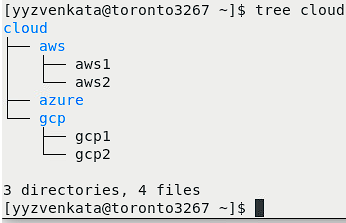 [yyzvenkata@toronto3267 ~]$ tree cloud
cloud
├── aws
│   ├── aws1
│   └── aws2
├── azure
└── gcp
    ├── gcp1
    └── gcp2

3 directories, 4 files
[yyzvenkata@toronto3267 ~]$